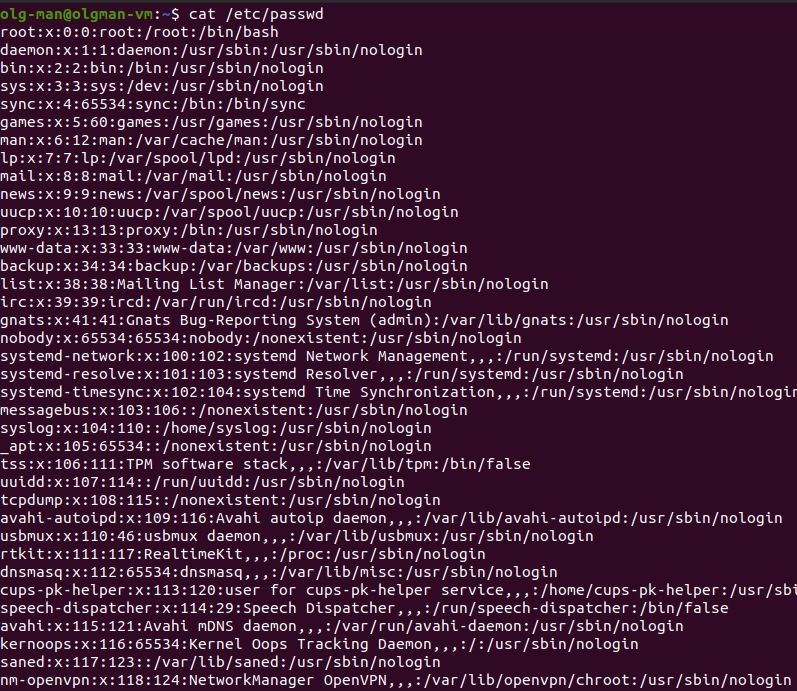 olg-man@olgman-vm:~$ cat /etc/passwd
root:x:0:0:root:/root:/bin/bash
daemon:x:1:1:daemon:/usr/sbin:/usr/sbin/nologin
bin:x:2:2:bin:/bin:/usr/sbin/nologin
sys:x:3:3:sys:/dev:/usr/sbin/nologin
sync:x:4:65534:sync:/bin:/bin/sync
games:x:5:60:games:/usr/games:/usr/sbin/nologin
man:x:6:12:man:/var/cache/man:/usr/sbin/nologin
lp:x:7:7:lp:/var/spool/lpd:/usr/sbin/nologin
mail:x:8:8:mail:/var/mail:/usr/sbin/nologin
news:x:9:9:news:/var/spool/news:/usr/sbin/nologin
uucp:x:10:10:uucp:/var/spool/uucp:/usr/sbin/nologin
proxy:x:13:13:proxy:/bin:/usr/sbin/nologin
www-data:x:33:33:www-data:/var/www:/usr/sbin/nologin
backup:x:34:34:backup:/var/backups:/usr/sbin/nologin
list:x:38:38:Mailing List Manager:/var/list:/usr/sbin/nologin
irc:x:39:39:ircd:/var/run/ircd:/usr/sbin/nologin
gnats:x:41:41:Gnats Bug-Reporting System (admin):/var/lib/gnats:/usr/sbin/nologin
nobody:x:65534:65534:nobody:/nonexistent:/usr/sbin/nologin
systemd-network:x:100:102:systemd Network Management,,,:/run/systemd:/usr/sbin/nologin
systemd-resolve:x:101:103:systemd Resolver,,,:/run/systemd:/usr/sbin/nologin
systemd-timesync:x:102:104:systemd Time Synchronization,,,:/run/systemd:/usr/sbin/nologin
messagebus:x:103:106::/nonexistent:/usr/sbin/nologin
syslog:x:104:110::/home/syslog:/usr/sbin/nologin
_apt:x:105:65534::/nonexistent:/usr/sbin/nologin
tss:x:106:111:TPM software stack,,,:/var/lib/tpm:/bin/false
uuidd:x:107:114::/run/uuidd:/usr/sbin/nologin
tcpdump:x:108:115::/nonexistent:/usr/sbin/nologin
avahi-autoipd:x:109:116:Avahi autoip daemon,,,:/var/lib/avahi-autoipd:/usr/sbin/nologin
usbmux:x:110:46:usbmux daemon,,,:/var/lib/usbmux:/usr/sbin/nologin
rtkit:x:111:117:RealtimeKit,,,:/proc:/usr/sbin/nologin
dnsmasq:x:112:65534:dnsmasq,,,:/var/lib/misc:/usr/sbin/nologin
cups-pk-helper:x:113:120:user for cups-pk-helper service,,,:/home/cups-pk-helper:/usr/sbi
speech-dispatcher:x:114:29:Speech Dispatcher,,,:/run/speech-dispatcher:/bin/false
avahi:x:115:121:Avahi mDNS daemon,,,:/var/run/avahi-daemon:/usr/sbin/nologin
kernoops:x:116:65534:Kernel Oops Tracking Daemon,,,:/:/usr/sbin/nologin
saned:x:117:123::/var/lib/saned:/usr/sbin/nologin
nm-openvpn:x:118:124:NetworkManager OpenVPN,,,:/var/lib/openvpn/chroot:/usr/sbin/nologin